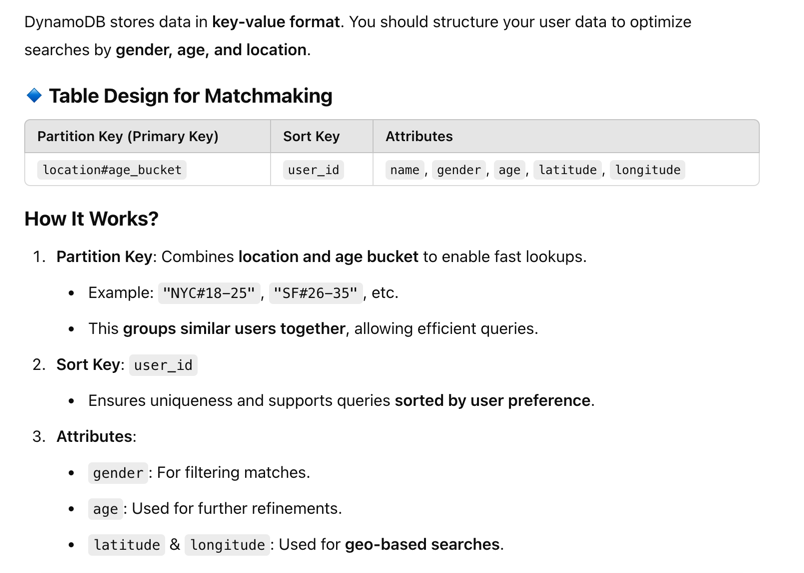 DynamoDB stores data in key-value format. You should structure your user data to optimize
searches by gender, age, and location.
🔷 Table Design for Matchmaking
Partition Key (Primary Key) Sort Key Attributes
location#age_bucket user_id name, gender, age, latitude, longitude
How It Works?
1. Partition Key: Combines location and age bucket to enable fast lookups.
• Example: "NYC#18-25", "SF#26-35", etc.
• This groups similar users together, allowing efficient queries.
2. Sort Key: user_id
• Ensures uniqueness and supports queries sorted by user preference.
3. Attributes:
• gender: For filtering matches.
• age: Used for further refinements.
• latitude & longitude: Used for geo-based searches.